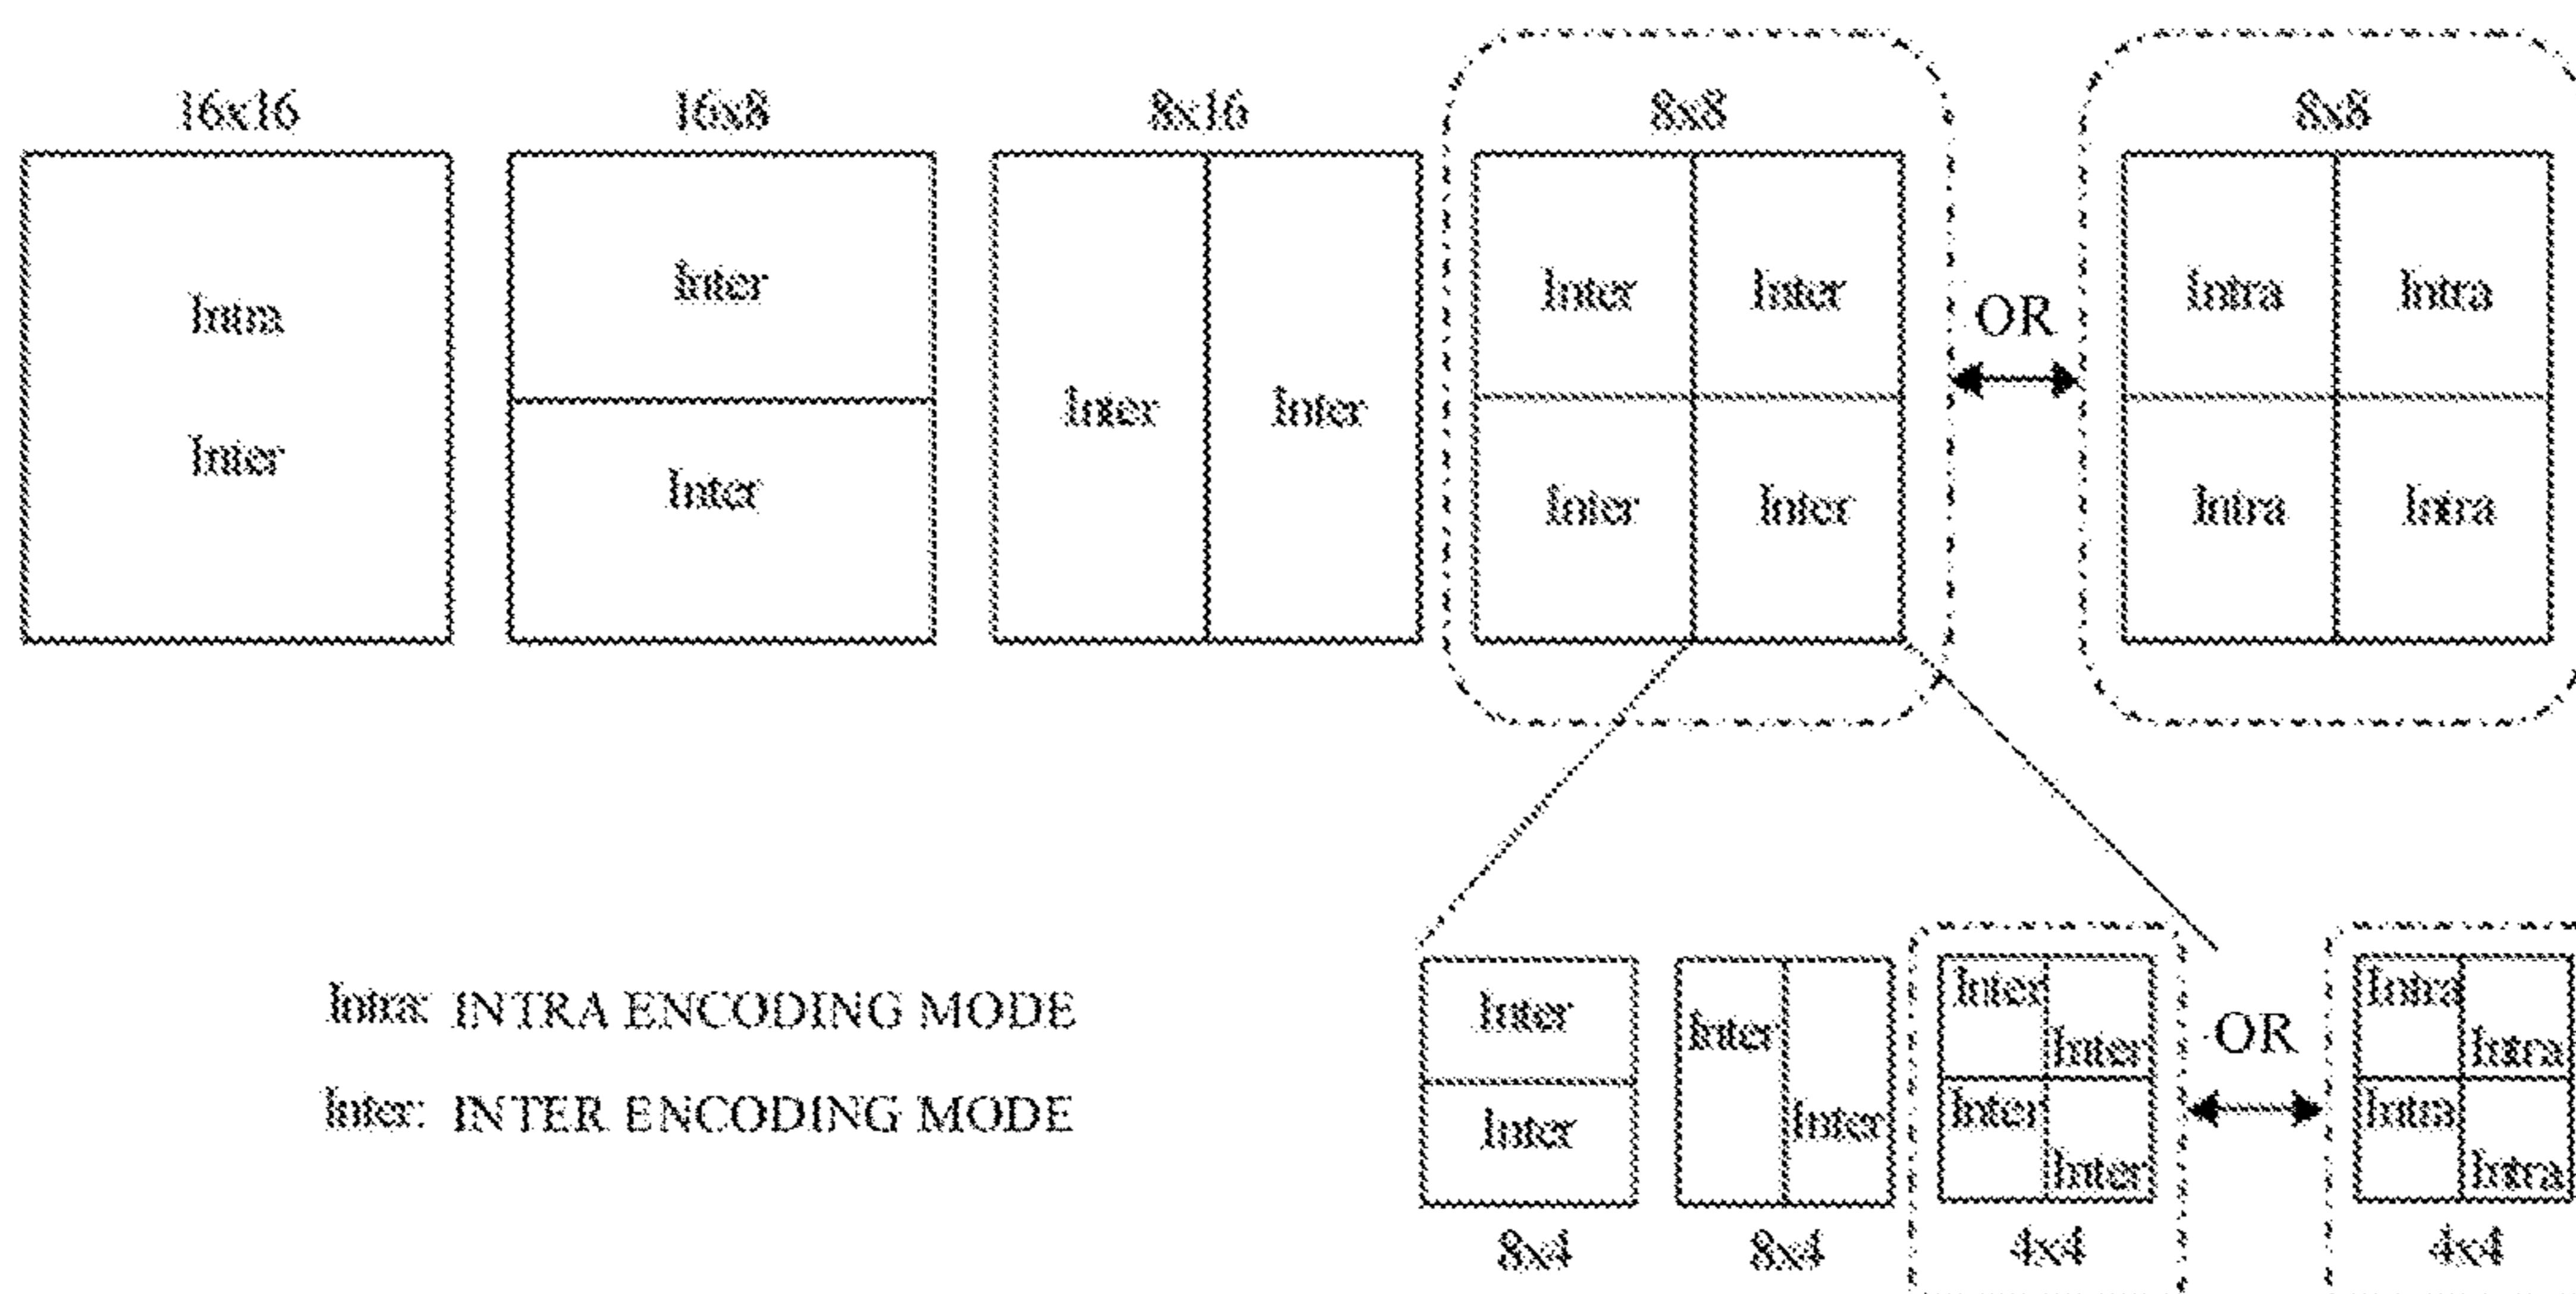 16x16 16x8 8x16 8x8 8x8
Intra
Inter
Inter
Inter
Inter Inter
Inter Inter
Inter Inter
OR
Intra Intra
Intra Intra
Intra: INTRA ENCODING MODE
Inter: INTER ENCODING MODE
Inter
Inter
8x4
Inter
Inter
8x4
Inter
Inter
Inter
Inter
4x4
OR
Intra
Intra
Intra
Intra
4x4